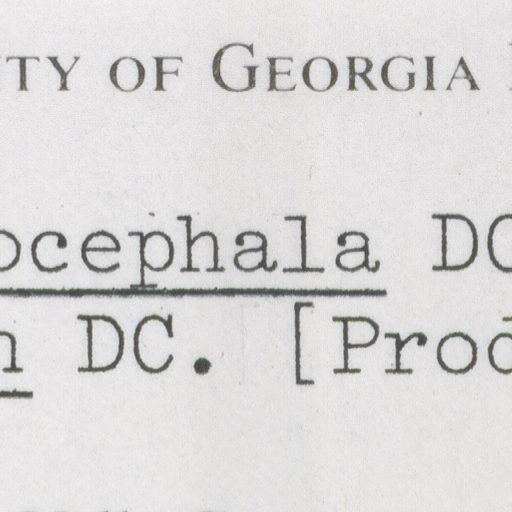 TY OF GEORGIA
ocephala DC
n DC. [Prod